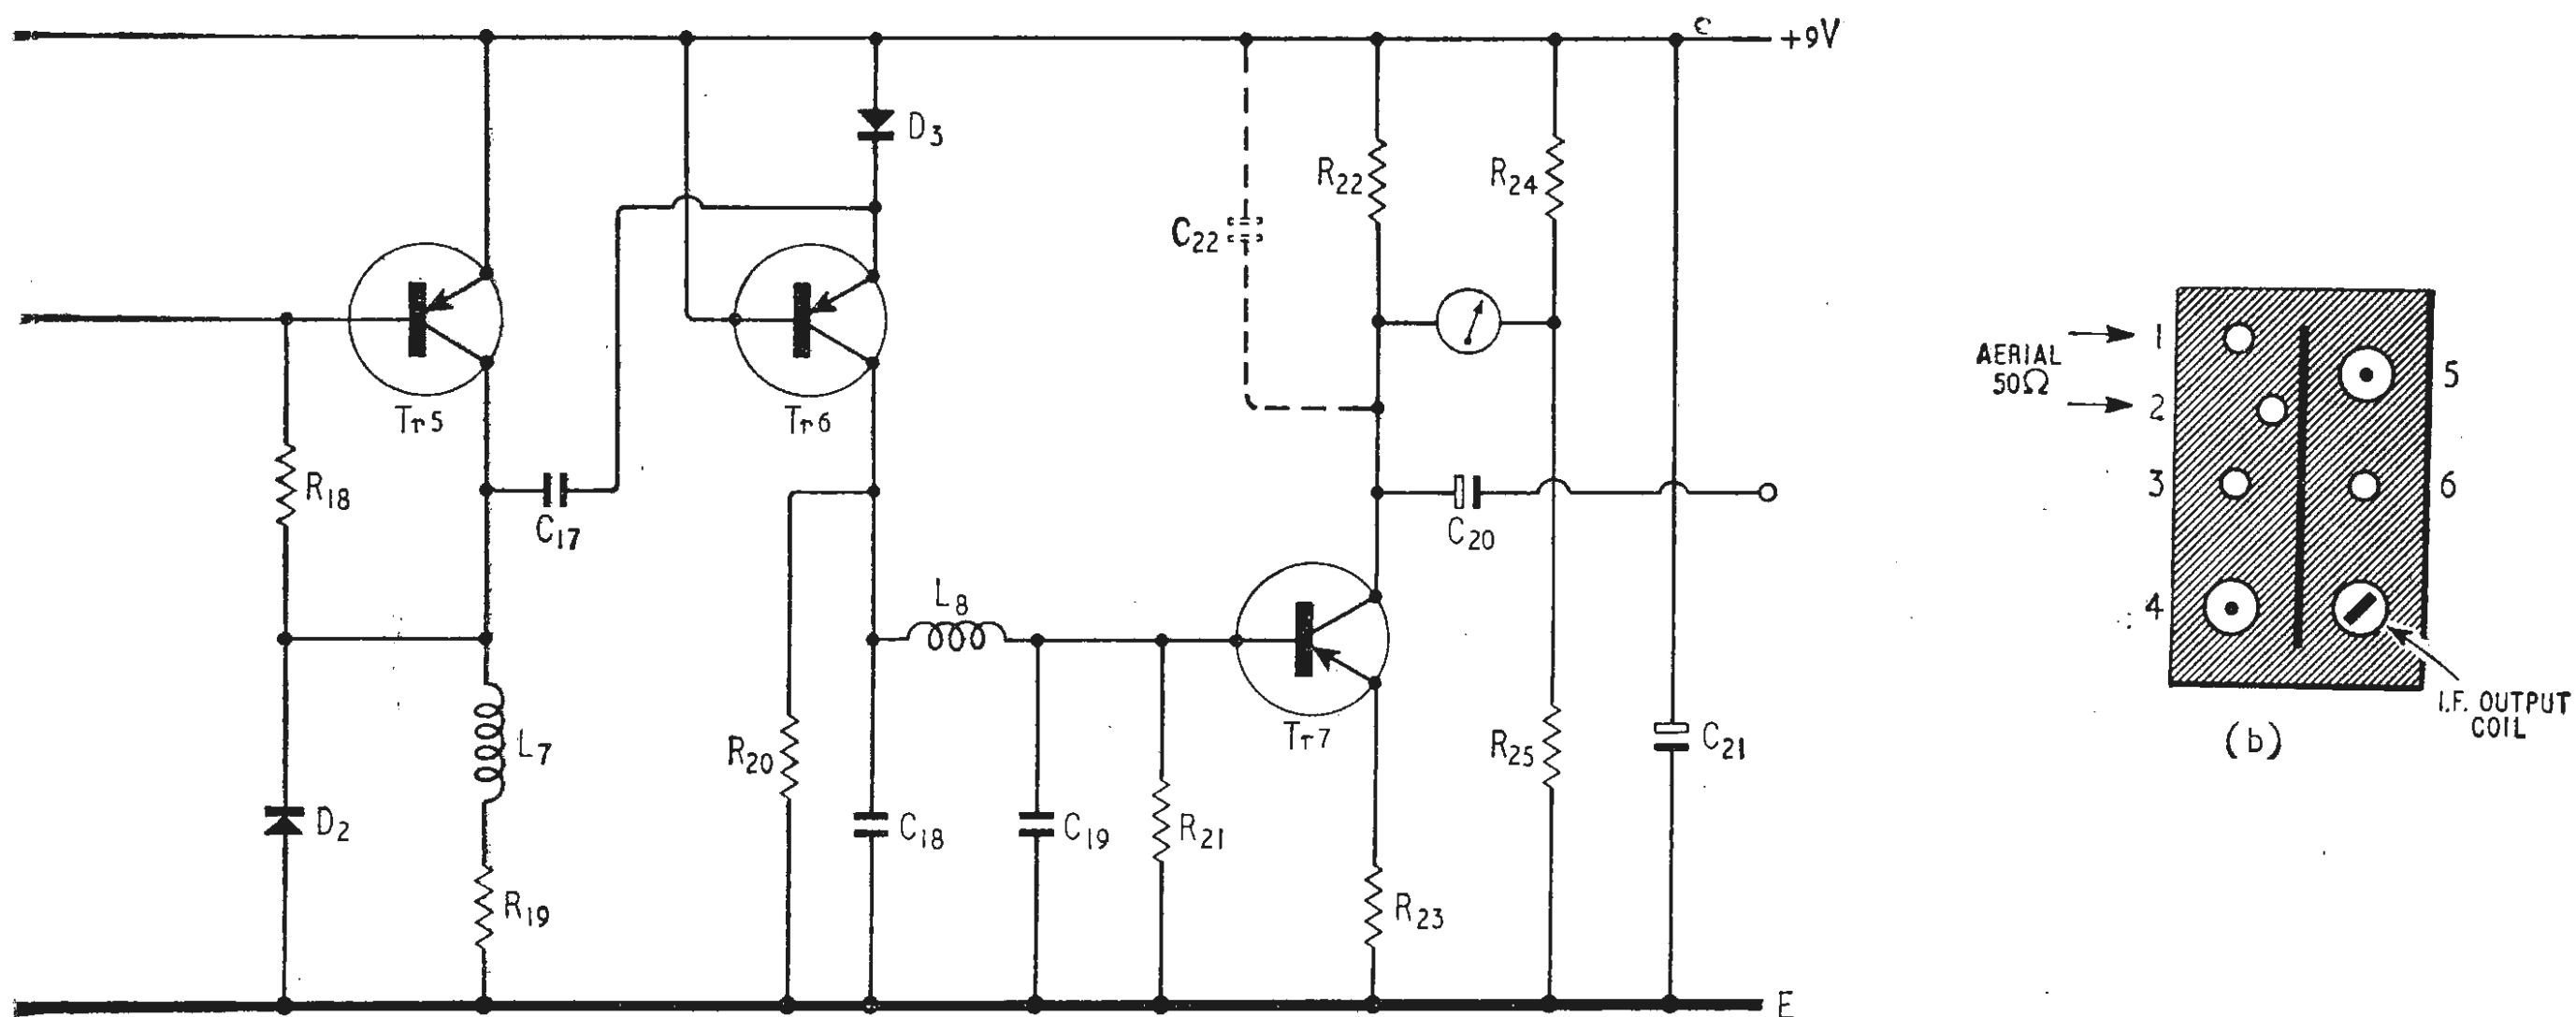 +9V
D3
R22
R24
C22
Tr5
Tr6
R18
C17
C20
L8
L7
R20
Tr7
R25
C21
D2
C18
C19
R21
R19
R23
E
AERIAL
50Ω
1
2
3
4
5
6
I.F. OUTPUT
COIL
(b)